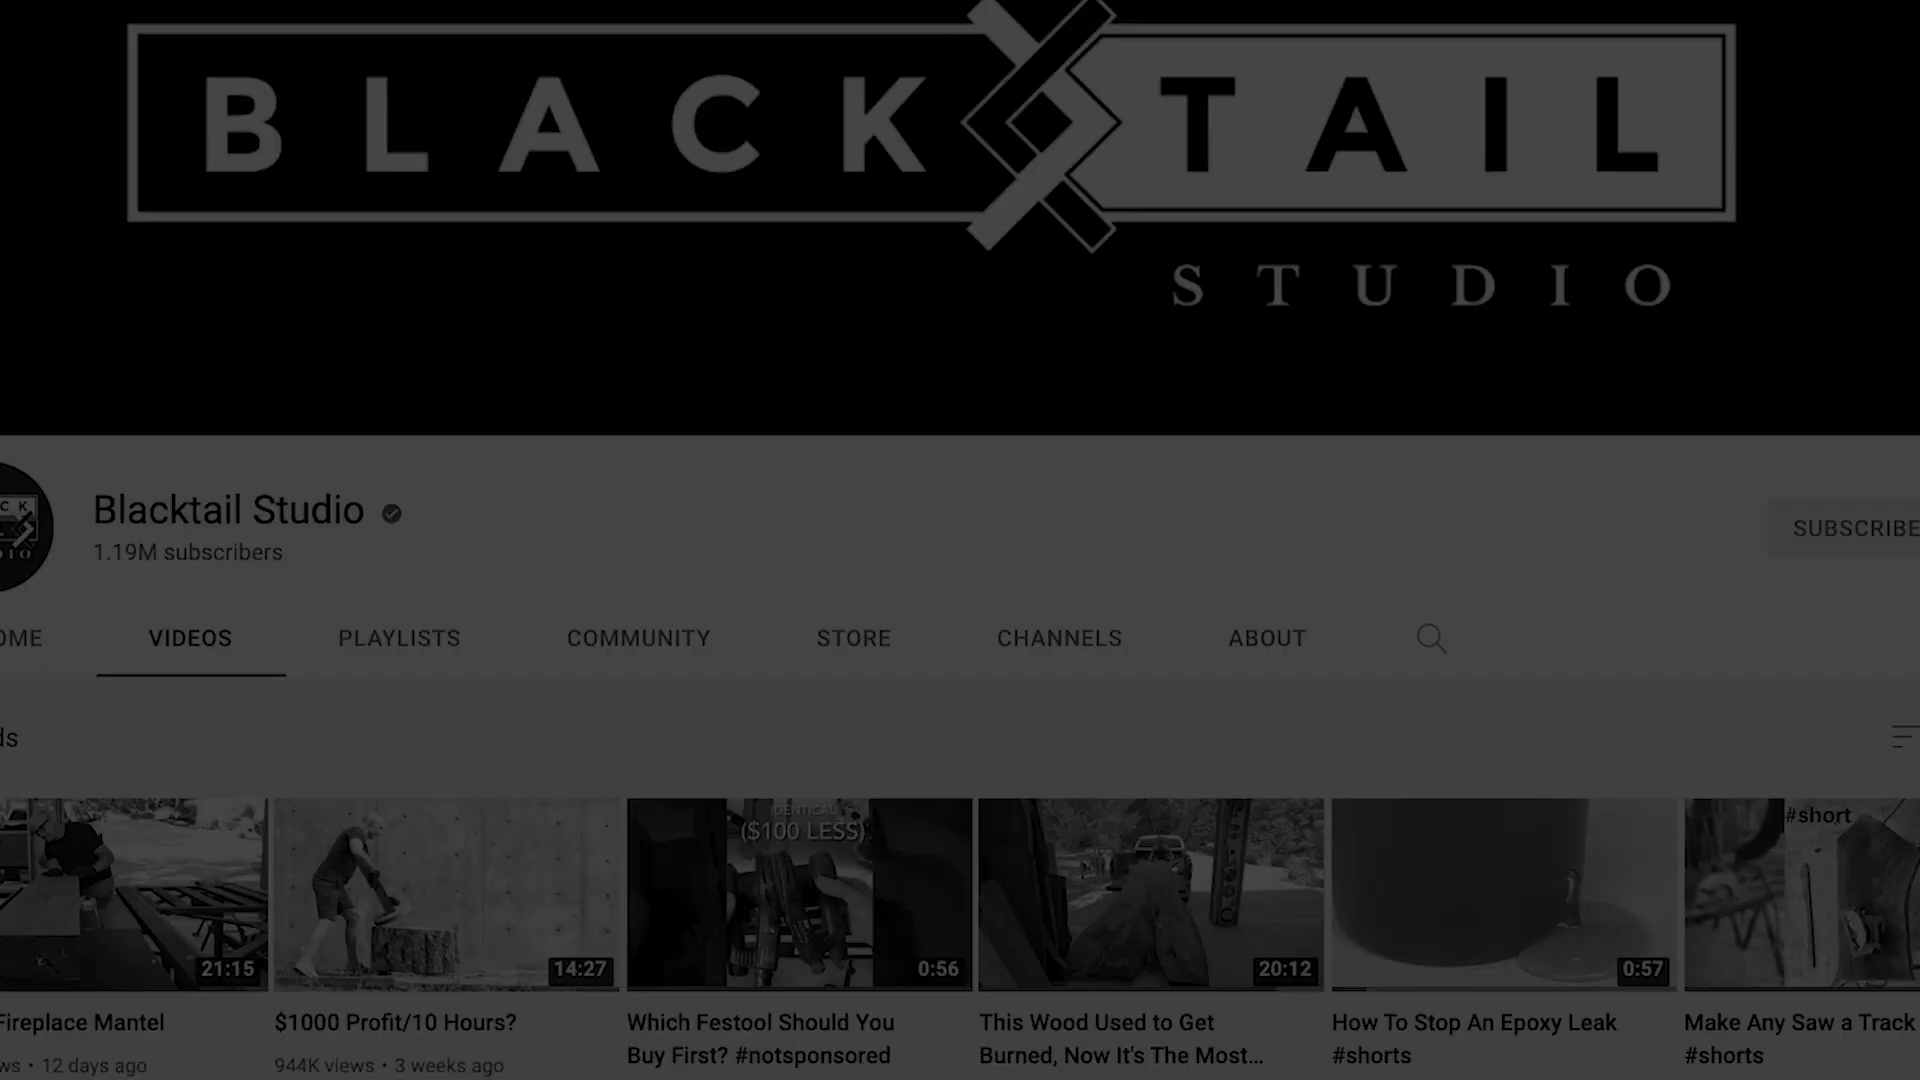 BLACK TAIL
STUDIO
CK
DIO
Blacktail Studio
1.19M subscribers
SUBSCRIBE
OME
VIDEOS
PLAYLISTS
COMMUNITY
STORE
CHANNELS
ABOUT
ds
IDENTICAL
($100 LESS)
#short
21:15
14:27
0:56
20:12
0:57
Fireplace Mantel
ws • 12 days ago
$1000 Profit/10 Hours?
944K views • 3 weeks ago
Which Festool Should You
Buy First? #notsponsored
This Wood Used to Get
Burned, Now It's The Most...
How To Stop An Epoxy Leak
#shorts
Make Any Saw a Track
#shorts